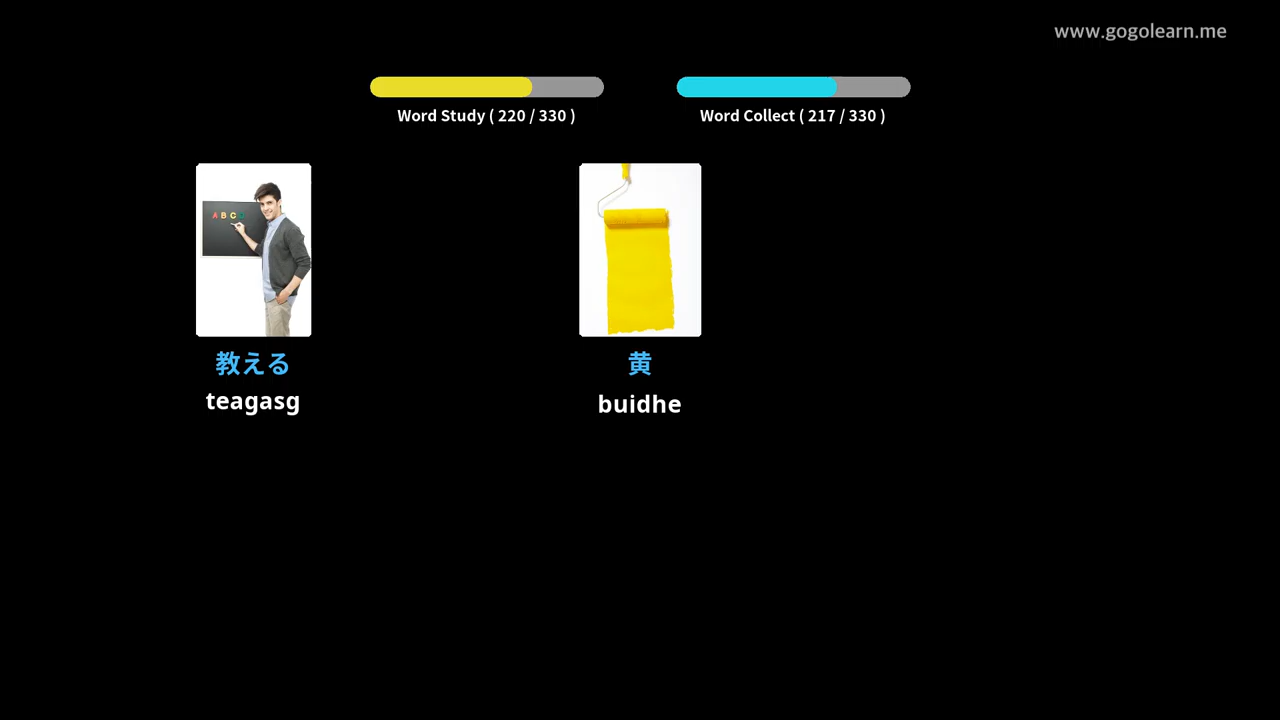 www.gogolearn.me
Word Study ( 220 / 330 )
Word Collect ( 217 / 330 )
A B C
教える
黄
teagasg
buidhe